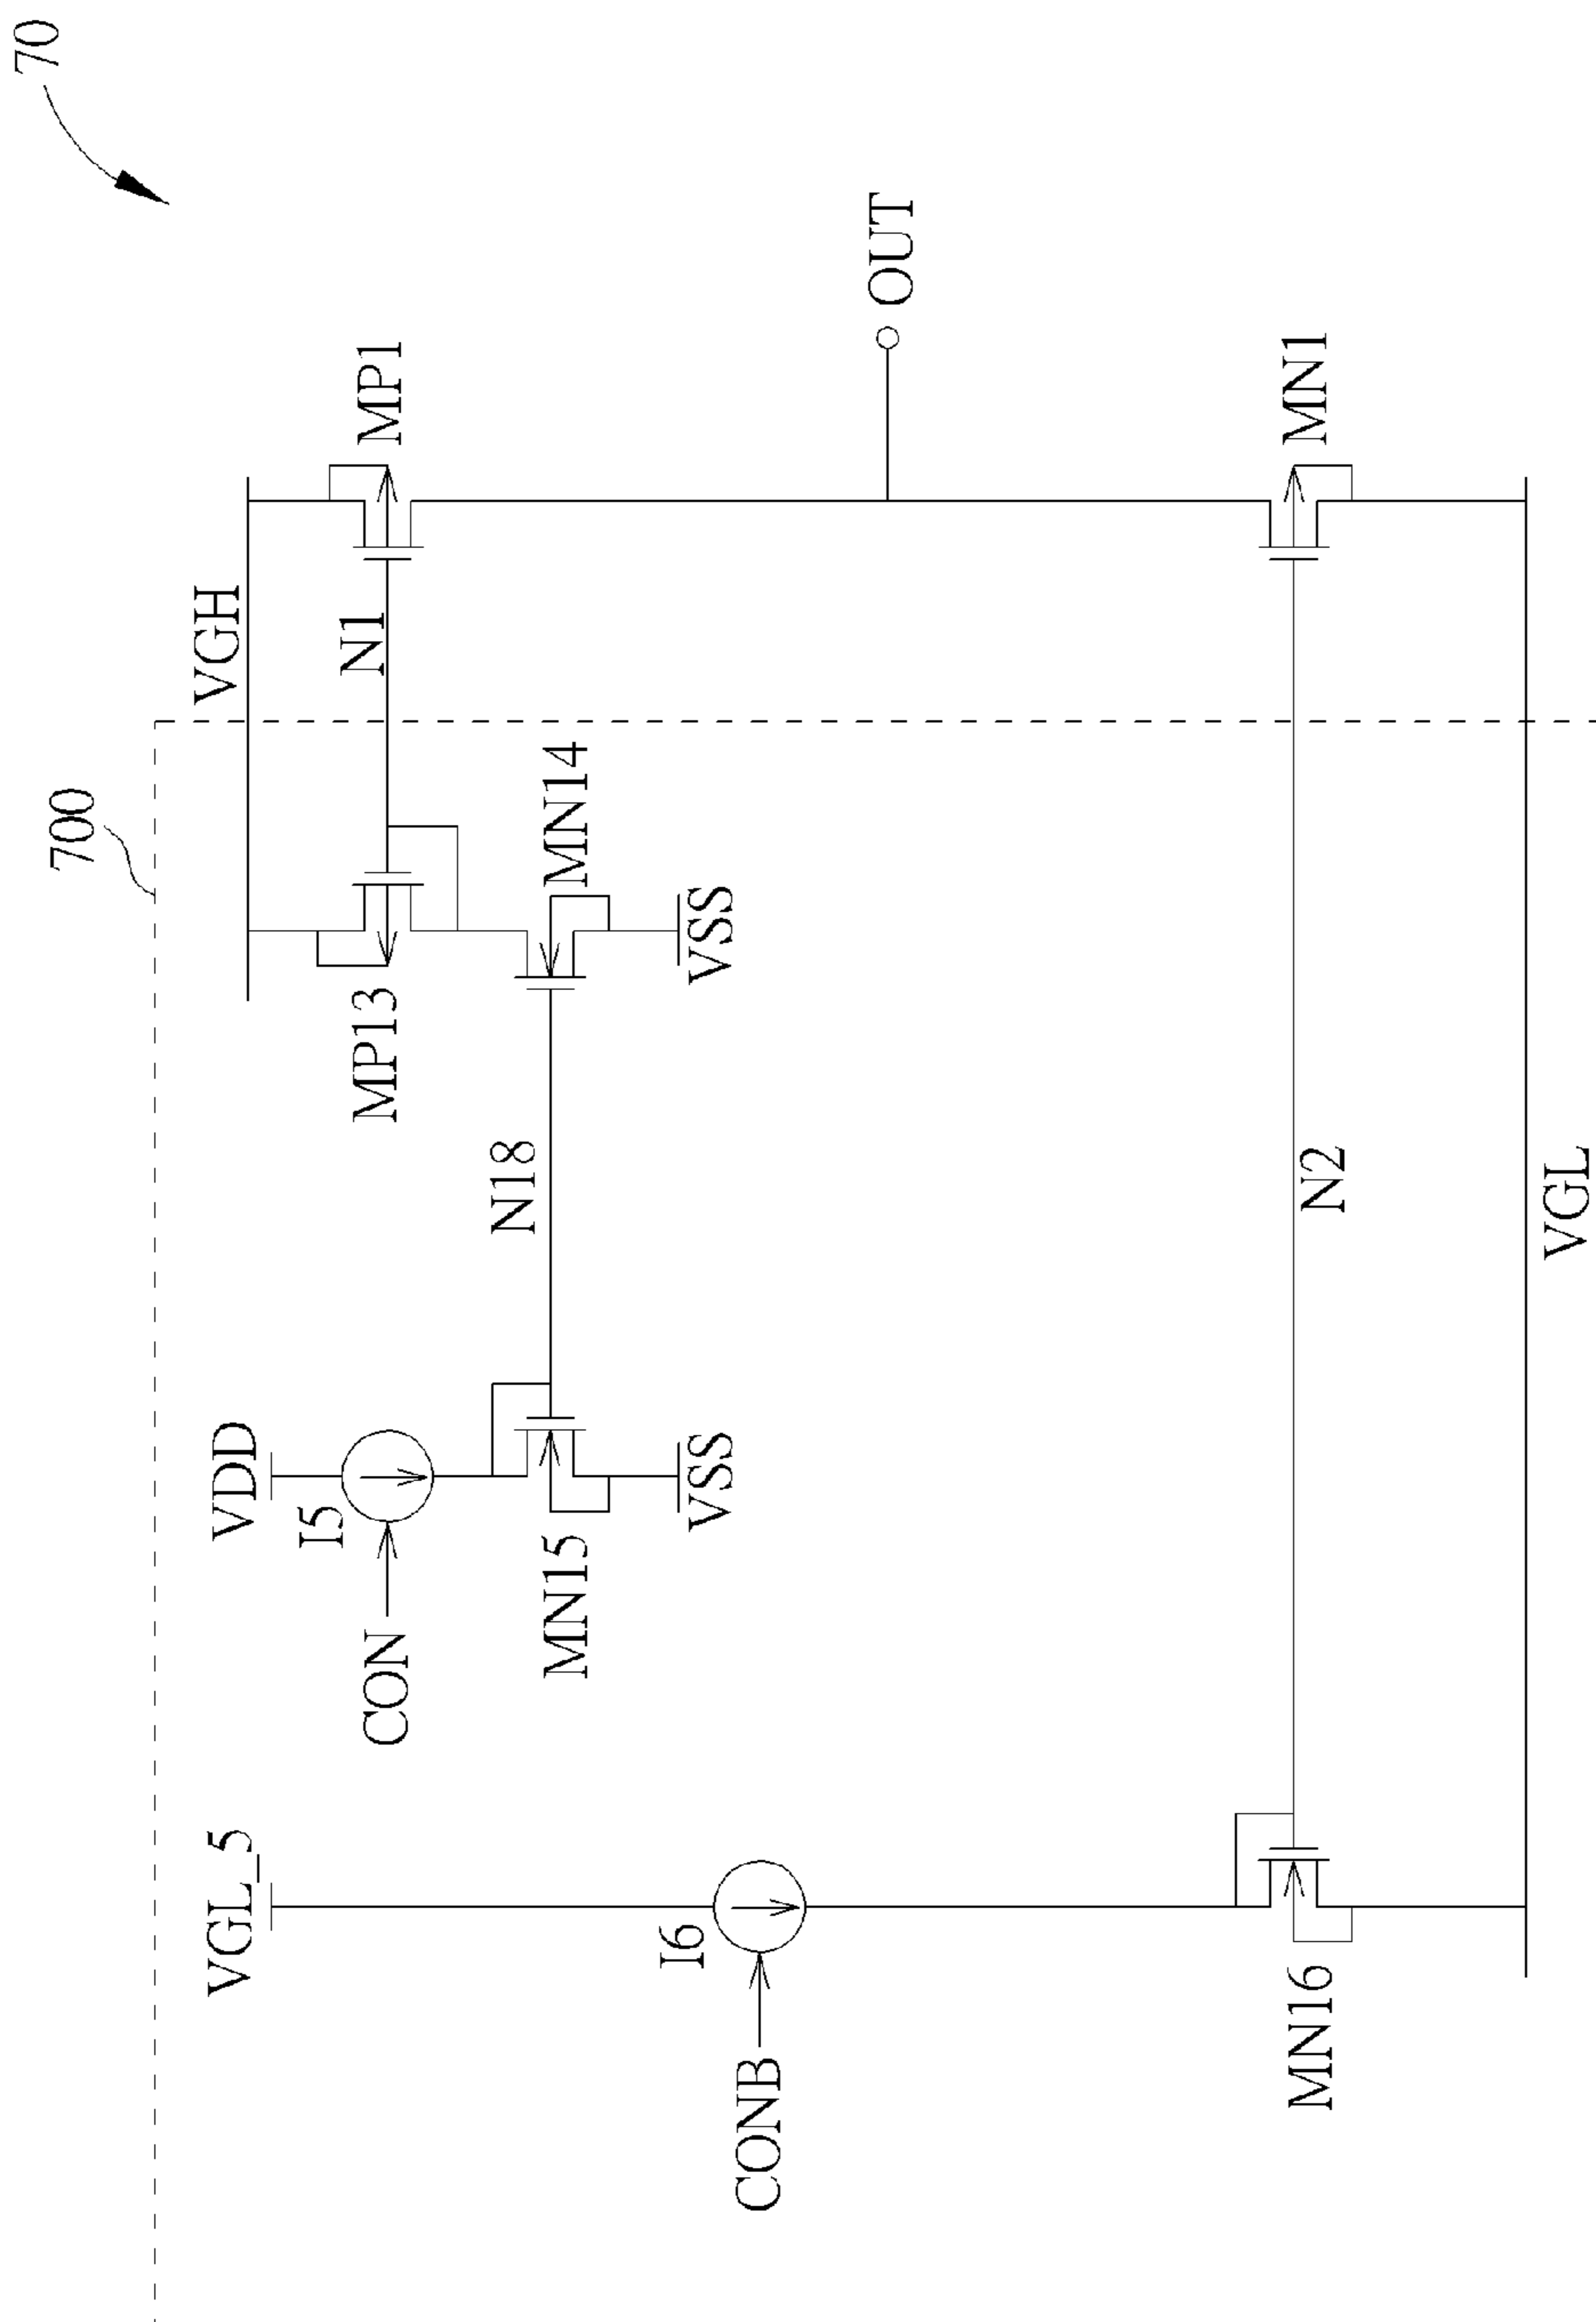 70
700
VGH
VDD
VGL_5
I5
N1
MP1
MP13
CON
N18
MN14
MN15
VSS
VSS
I6
CONB
OUT
MN1
N2
MN16
VGL